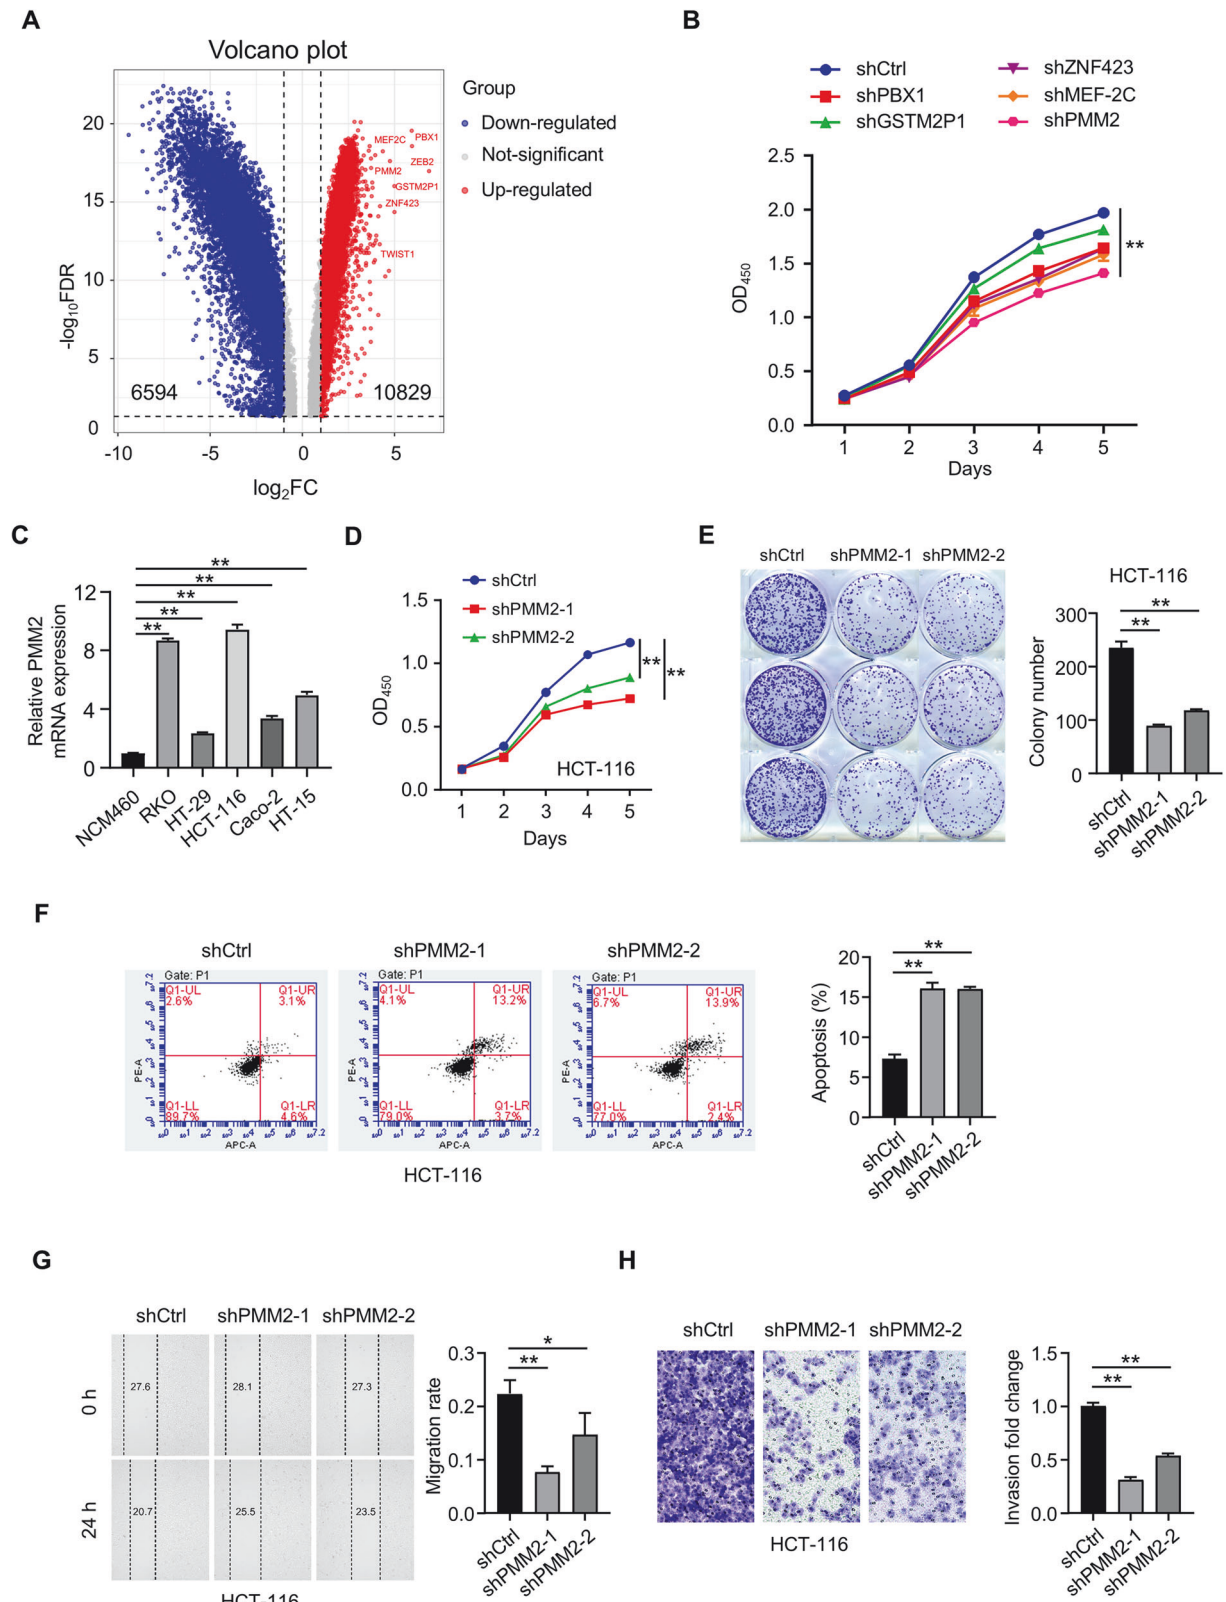 A
Volcano plot
-log10FDR
20
15
10
5
0
-10
-5
0
5
log2FC
6594
10829
MEF2C
PBX1
ZEB2
PMM2
GSTM2P1
ZNF423
TWIST1
Group
Down-regulated
Not-significant
Up-regulated
B
shCtrl
shPBX1
shGSTM2P1
shZNF423
shMEF-2C
shPMM2
OD450
2.5
2.0
1.5
1.0
0.5
0.0
1 2 3 4 5
Days
**
C
Relative PMM2
mRNA expression
12
8
4
0
**
**
**
**
**
NCM460
RKO
HT-29
HCT-116
Caco-2
HT-15
D
shCtrl
shPMM2-1
shPMM2-2
OD450
1.5
1.0
0.5
0.0
1 2 3 4 5
Days
HCT-116
**
**
E
shCtrl shPMM2-1 shPMM2-2
HCT-116
Colony number
300
200
100
0
**
**
shCtrl
shPMM2-1
shPMM2-2
F
shCtrl
Gate: P1
Q1-UL
2.6%
Q1-UR
3.1%
Q1-LL
89.7%
Q1-LR
4.6%
PE-A
APC-A
shPMM2-1
Gate: P1
Q1-UL
4.1%
Q1-UR
13.2%
Q1-LL
79.0%
Q1-LR
3.7%
PE-A
APC-A
shPMM2-2
Gate: P1
Q1-UL
6.7%
Q1-UR
13.9%
Q1-LL
77.0%
Q1-LR
2.4%
PE-A
APC-A
HCT-116
Apoptosis (%)
20
15
10
5
0
**
**
shCtrl
shPMM2-1
shPMM2-2
G
shCtrl shPMM2-1 shPMM2-2
0 h
27.6 28.1 27.3
24 h
20.7 25.5 23.5
HCT-116
Migration rate
0.3
0.2
0.1
0.0
*
**
shCtrl
shPMM2-1
shPMM2-2
H
shCtrl shPMM2-1 shPMM2-2
HCT-116
Invasion fold change
1.5
1.0
0.5
0.0
**
**
shCtrl
shPMM2-1
shPMM2-2